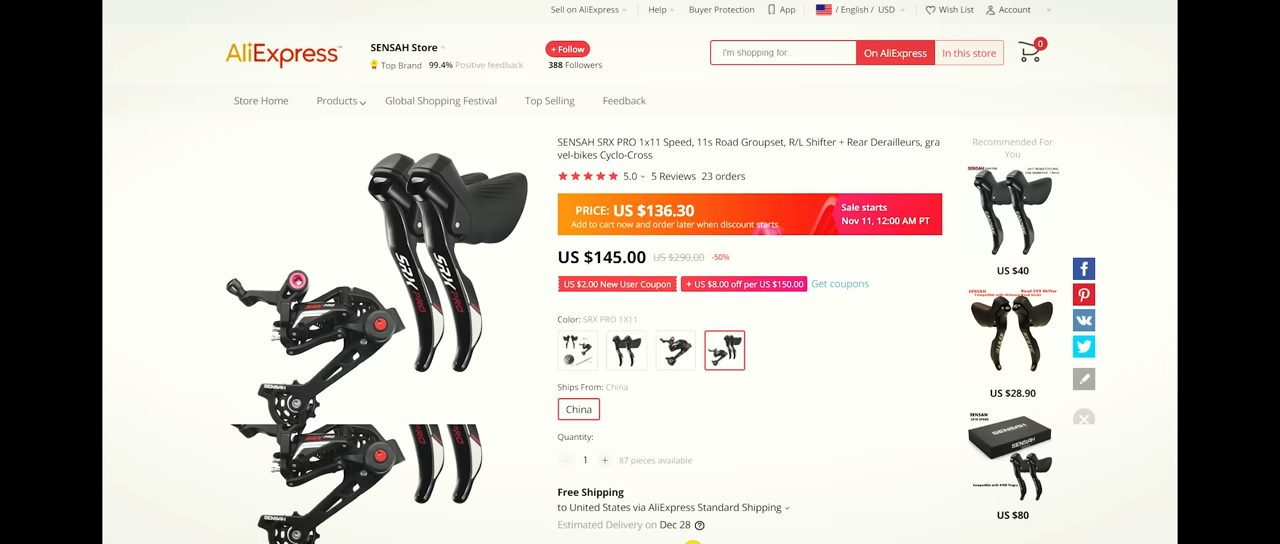 Sell on AliExpress
Help
Buyer Protection
App
/ English / USD
Wish List
Account
AliExpress™
SENSAH Store
Top Brand 99.4% Positive feedback
+ Follow
388 Followers
I'm shopping for...
On AliExpress
In this store
0
Store Home
Products
Global Shopping Festival
Top Selling
Feedback
SENSAH SRX PRO 1x11 Speed, 11s Road Groupset, R/L Shifter + Rear Derailleurs, gra
vel-bikes Cyclo-Cross
5.0 5 Reviews 23 orders
PRICE: US $136.30
Add to cart now and order later when discount starts
Sale starts
Nov 11, 12:00 AM PT
US $145.00 US $290.00 -50%
US $2.00 New User Coupon
+ US $8.00 off per US $150.00
Get coupons
Color: SRX PRO 1X11
Ships From: China
China
Quantity:
1 + 87 pieces available
Free Shipping
to United States via AliExpress Standard Shipping
Estimated Delivery on Dec 28
Recommended For
You
US $40
US $28.90
SENSAH
SENSAH
US $80
SRX
PRO
SENSAH
SENSAH